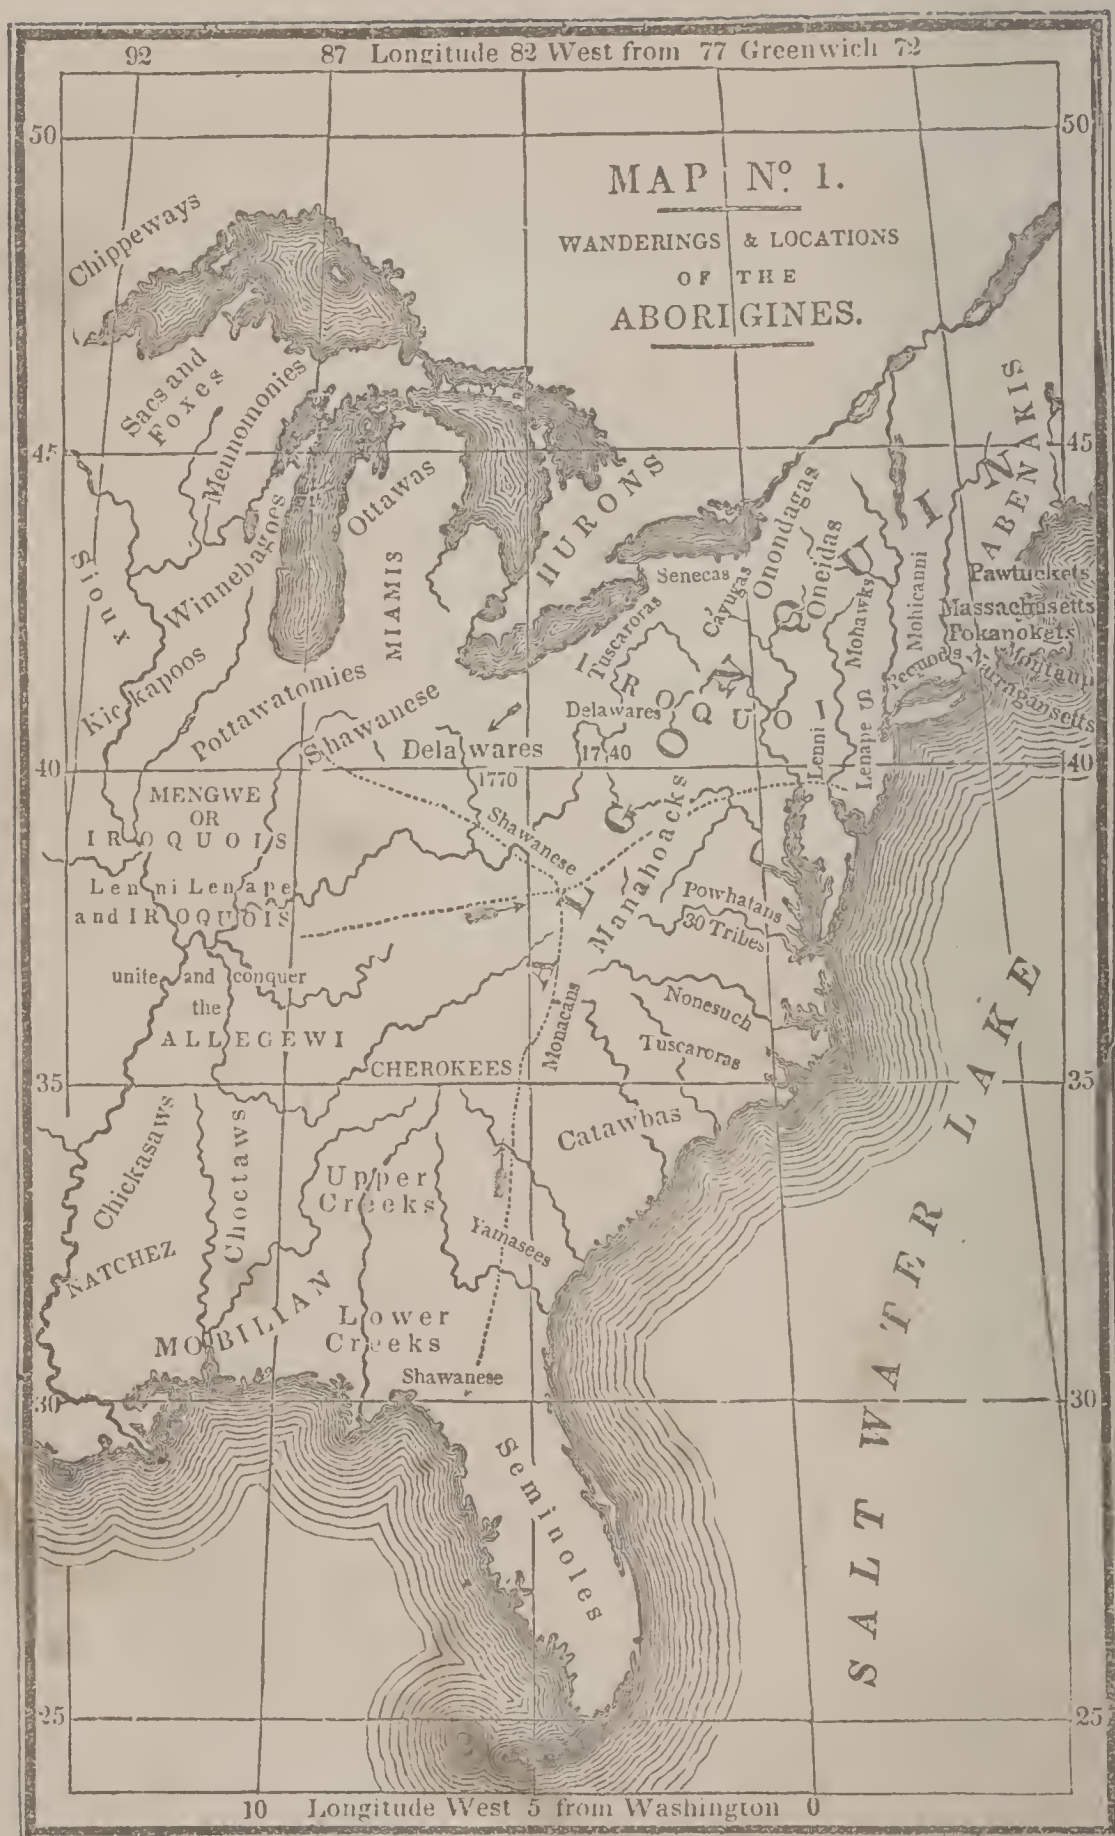 92 87 Longitude 82 West from 77 Greenwich 72
50 50
MAP Nº 1.
WANDERINGS & LOCATIONS
OF THE
ABORIGINES.
Chippeways
Sacs and
Foxes
Mennomonies
45 45
Sioux
Winnebagoes
Ottawas
HURONS
MIAMIS
Kickapoos
Pottawatomies
Shawanese
Senecas
Tuscaroras
Cayugas
Onondagas
Oneidas
Mohawks
Mohicanni
ABENAKIS
Pawtuckets
Massachusetts
Pokanokets
Pequods
Nurngansetts
Montauu
IROQUOIS
ALGONQUIN
Delawares
1740
Delawares
1770
Lenni
Lenape
40 40
MENGWE
OR
IROQUOIS
Shawanese
Lenni Lenape
and IROQUOIS
unite and conquer
the
ALLEGEWI
Manahoacks
Powhatans
30 Tribes
Monacans
Nonesuch
Tuscaroras
CHEROKEES
35 35
Catawbas
Chickasaws
Choctaws
Upper
Creeks
Yamasees
NATCHEZ
MOBILIAN
Lower
Creeks
Shawanese
30 30
Seminoles
SALT WATER LAKE
25 25
10 Longitude West 5 from Washington 0